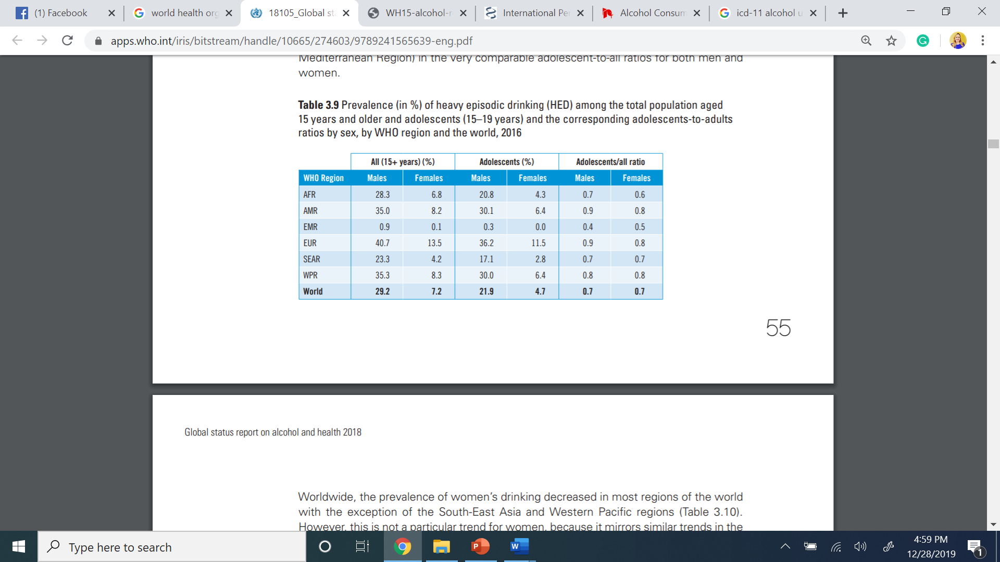 (1) Facebook
world health org
18105_Global st
WH15-alcohol-r
International Per
Alcohol Consum
icd-11 alcohol u
apps.who.int/iris/bitstream/handle/10665/274603/9789241565639-eng.pdf
Mediterranean Region) in the very comparable adolescent-to-all ratios for both men and
women.
Table 3.9 Prevalence (in %) of heavy episodic drinking (HED) among the total population aged
15 years and older and adolescents (15–19 years) and the corresponding adolescents-to-adults
ratios by sex, by WHO region and the world, 2016
All (15+ years) (%) Adolescents (%) Adolescents/all ratio
WHO Region Males Females Males Females Males Females
AFR 28.3 6.8 20.8 4.3 0.7 0.6
AMR 35.0 8.2 30.1 6.4 0.9 0.8
EMR 0.9 0.1 0.3 0.0 0.4 0.5
EUR 40.7 13.5 36.2 11.5 0.9 0.8
SEAR 23.3 4.2 17.1 2.8 0.7 0.7
WPR 35.3 8.3 30.0 6.4 0.8 0.8
World 29.2 7.2 21.9 4.7 0.7 0.7
55
Global status report on alcohol and health 2018
Worldwide, the prevalence of women's drinking decreased in most regions of the world
with the exception of the South-East Asia and Western Pacific regions (Table 3.10).
However, this is not a particular trend for women, because it mirrors similar trends in the
Type here to search
4:59 PM
12/28/2019
1